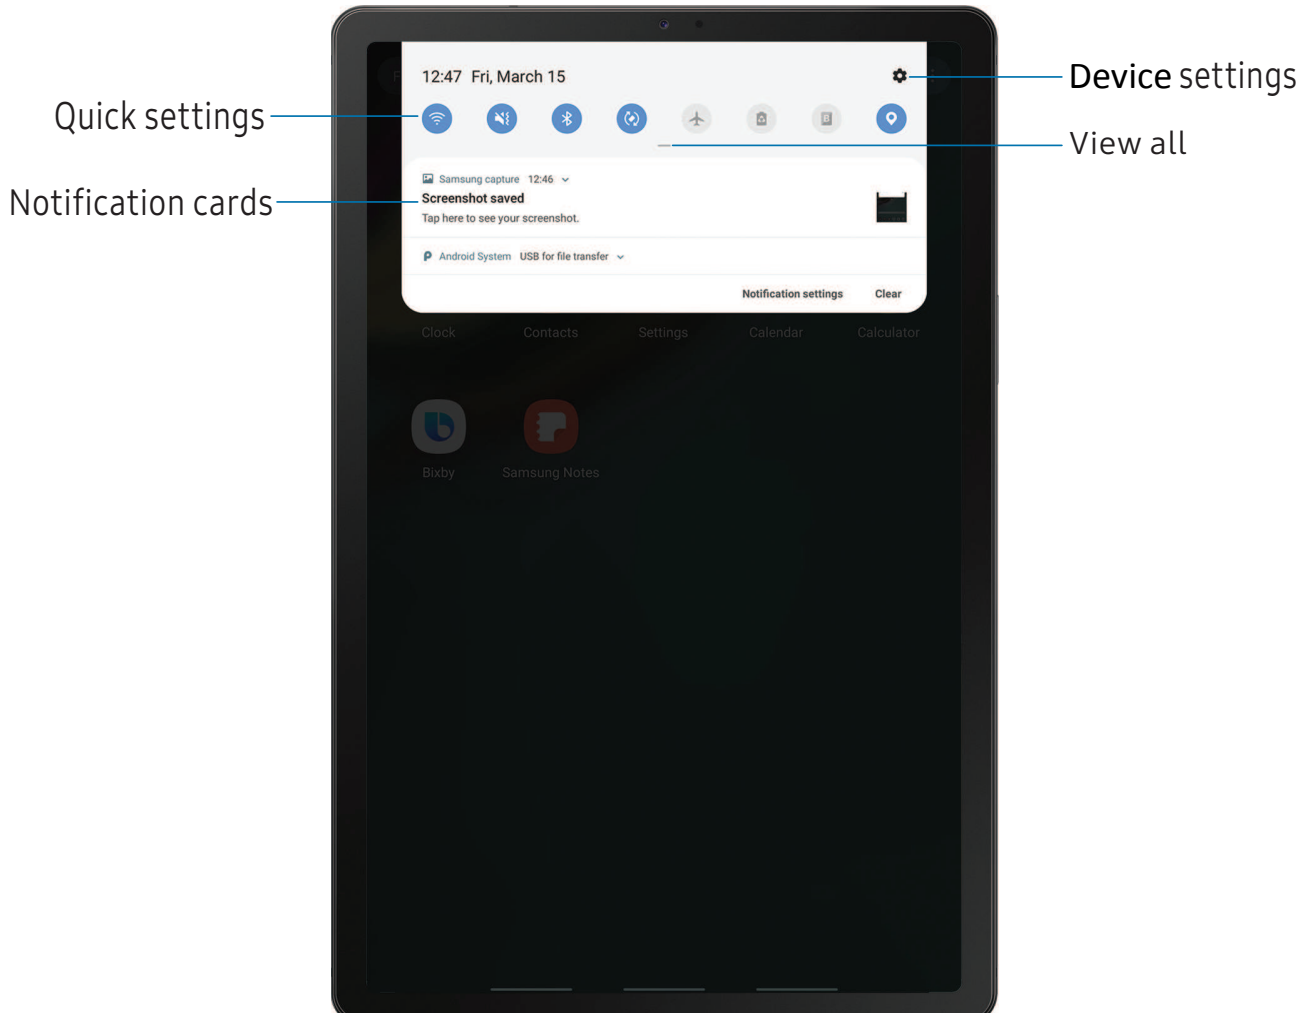 12:47 Fri, March 15
Device settings
Quick settings
View all
Samsung capture 12:46
Notification cards
Screenshot saved
Tap here to see your screenshot.
Android System USB for file transfer
Notification settings Clear
Clock Contacts Settings Calendar Calculator
Bixby Samsung Notes